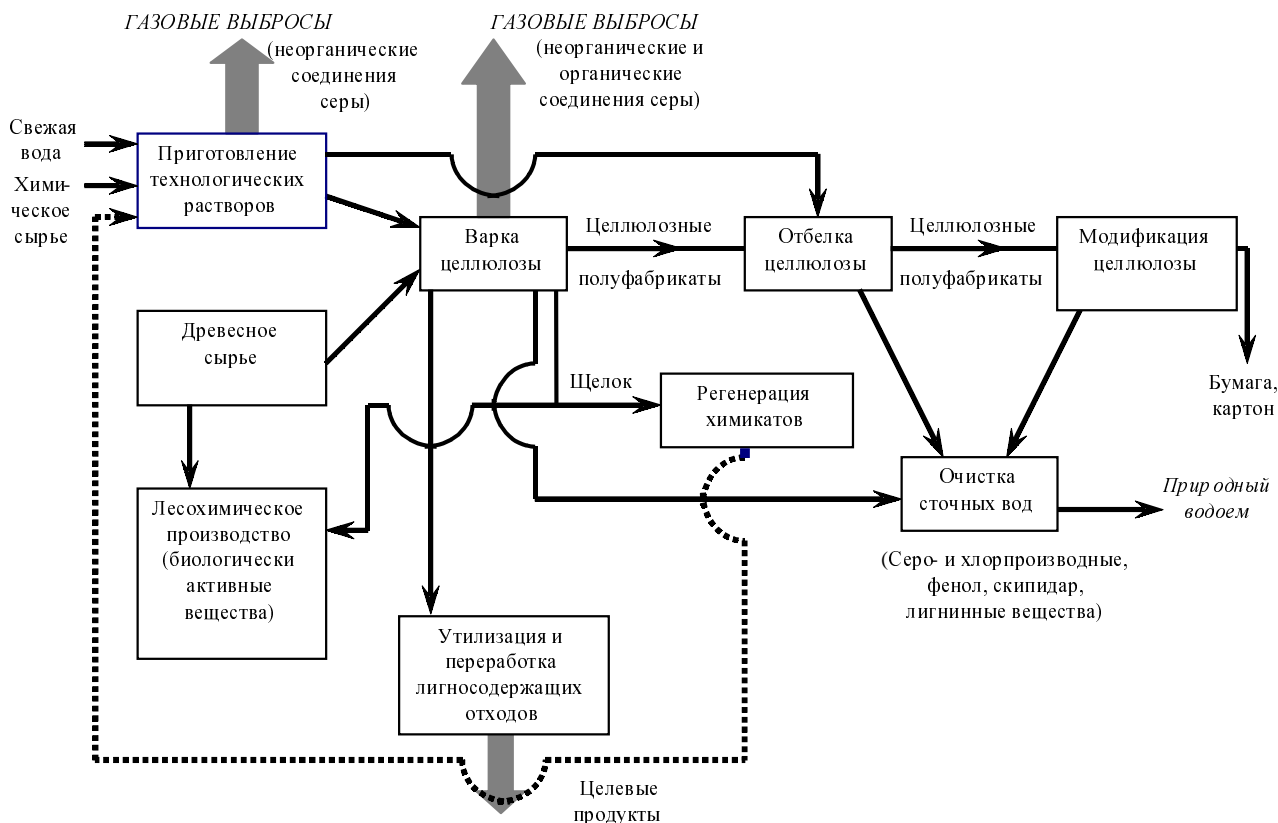 ГАЗОВЫЕ ВЫБРОСЫ
(неорганические
соединения
серы)
ГАЗОВЫЕ ВЫБРОСЫ
(неорганические и
органические
соединения серы)
Свежая
вода
Хими-
ческое
сырье
Приготовление
технологических
растворов
Варка
целлюлозы
Целлюлозные
полуфабрикаты
Отбелка
целлюлозы
Целлюлозные
полуфабрикаты
Модификация
целлюлозы
Древесное
сырье
Щелок
Регенерация
химикатов
Бумага,
картон
Лесохимическое
производство
(биологически
активные
вещества)
Очистка
сточных вод
Природный
водоем
(Серо- и хлорпроизводные,
фенол, скипидар,
лигнинные вещества)
Утилизация и
переработка
лигносодержащих
отходов
Целевые
продукты